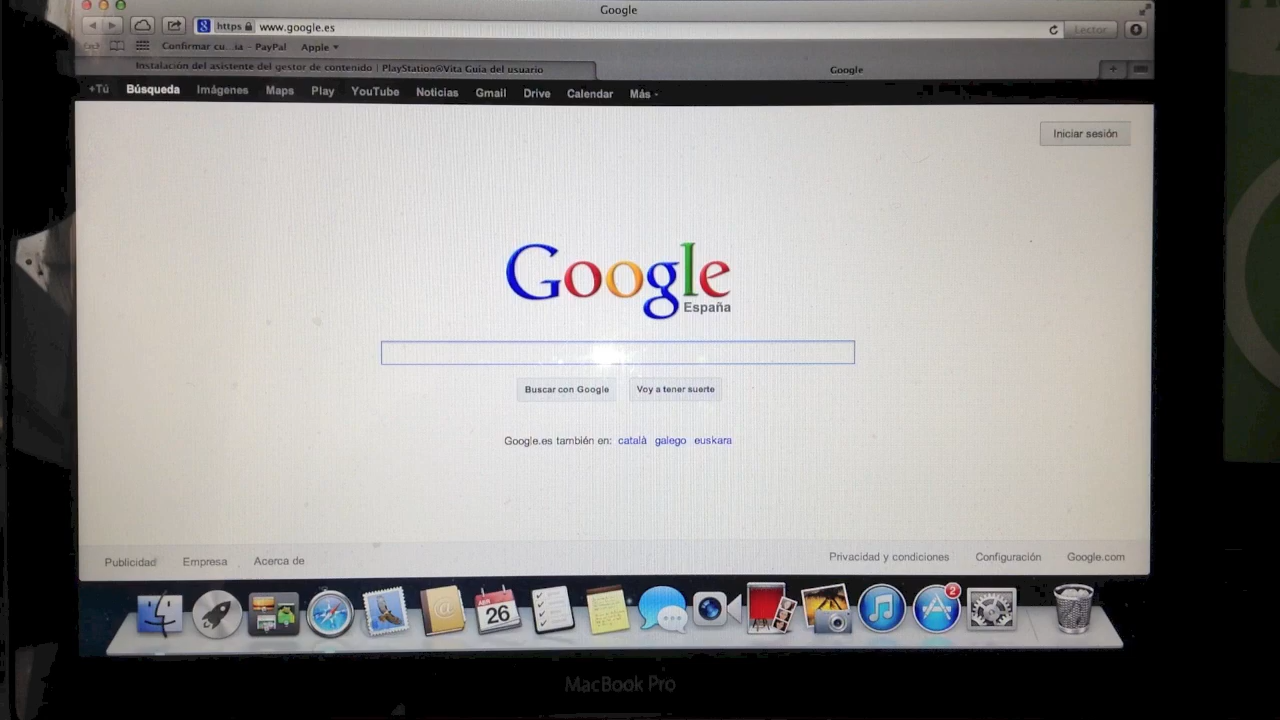 Google
https www.google.es Lector
Confirmar cu...ia – PayPal Apple
Instalación del asistente del gestor de contenido | PlayStation®Vita Guía del usuario Google
+Tú Búsqueda Imágenes Maps Play YouTube Noticias Gmail Drive Calendar Más
Iniciar sesión
Google
España
Buscar con Google Voy a tener suerte
Google.es también en: català galego euskara
Publicidad Empresa Acerca de Privacidad y condiciones Configuración Google.com
2
ABR
26
MacBook Pro